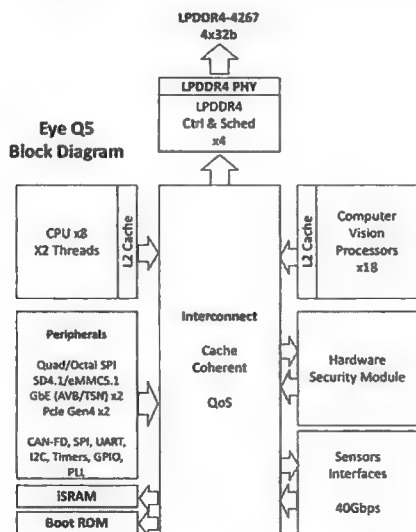 LPDDR4-4267
4x32b
LPDDR4 PHY
LPDDR4
Ctrl & Sched
x4
Eye Q5
Block Diagram
CPU x8
X2 Threads
L2 Cache
L2 Cache
Computer
Vision
Processors
x18
Peripherals
Quad/Octal SPI
SD4.1/eMMC5.1
GbE (AVB/TSN) x2
PcIe Gen4 x2
CAN-FD, SPI, UART,
I2C, Timers, GPIO,
PLL
Interconnect
Cache
Coherent
QoS
Hardware
Security Module
Sensors
Interfaces
40Gbps
iSRAM
Boot ROM